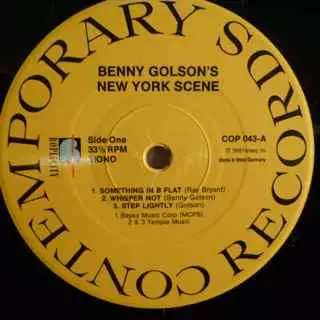 CONTEMPORARY RECORDS
BENNY GOLSON'S
NEW YORK SCENE
Side One
33⅓ RPM
MONO
COP 043-A
Made in West Germany
1. SOMETHING IN B FLAT (Ray Bryant)
2. WHISPER NOT (Benny Golson)
3. STEP LIGHTLY (Golson)
1 Bayes Music Corp (MCPS)
2 & 3 Temple Music